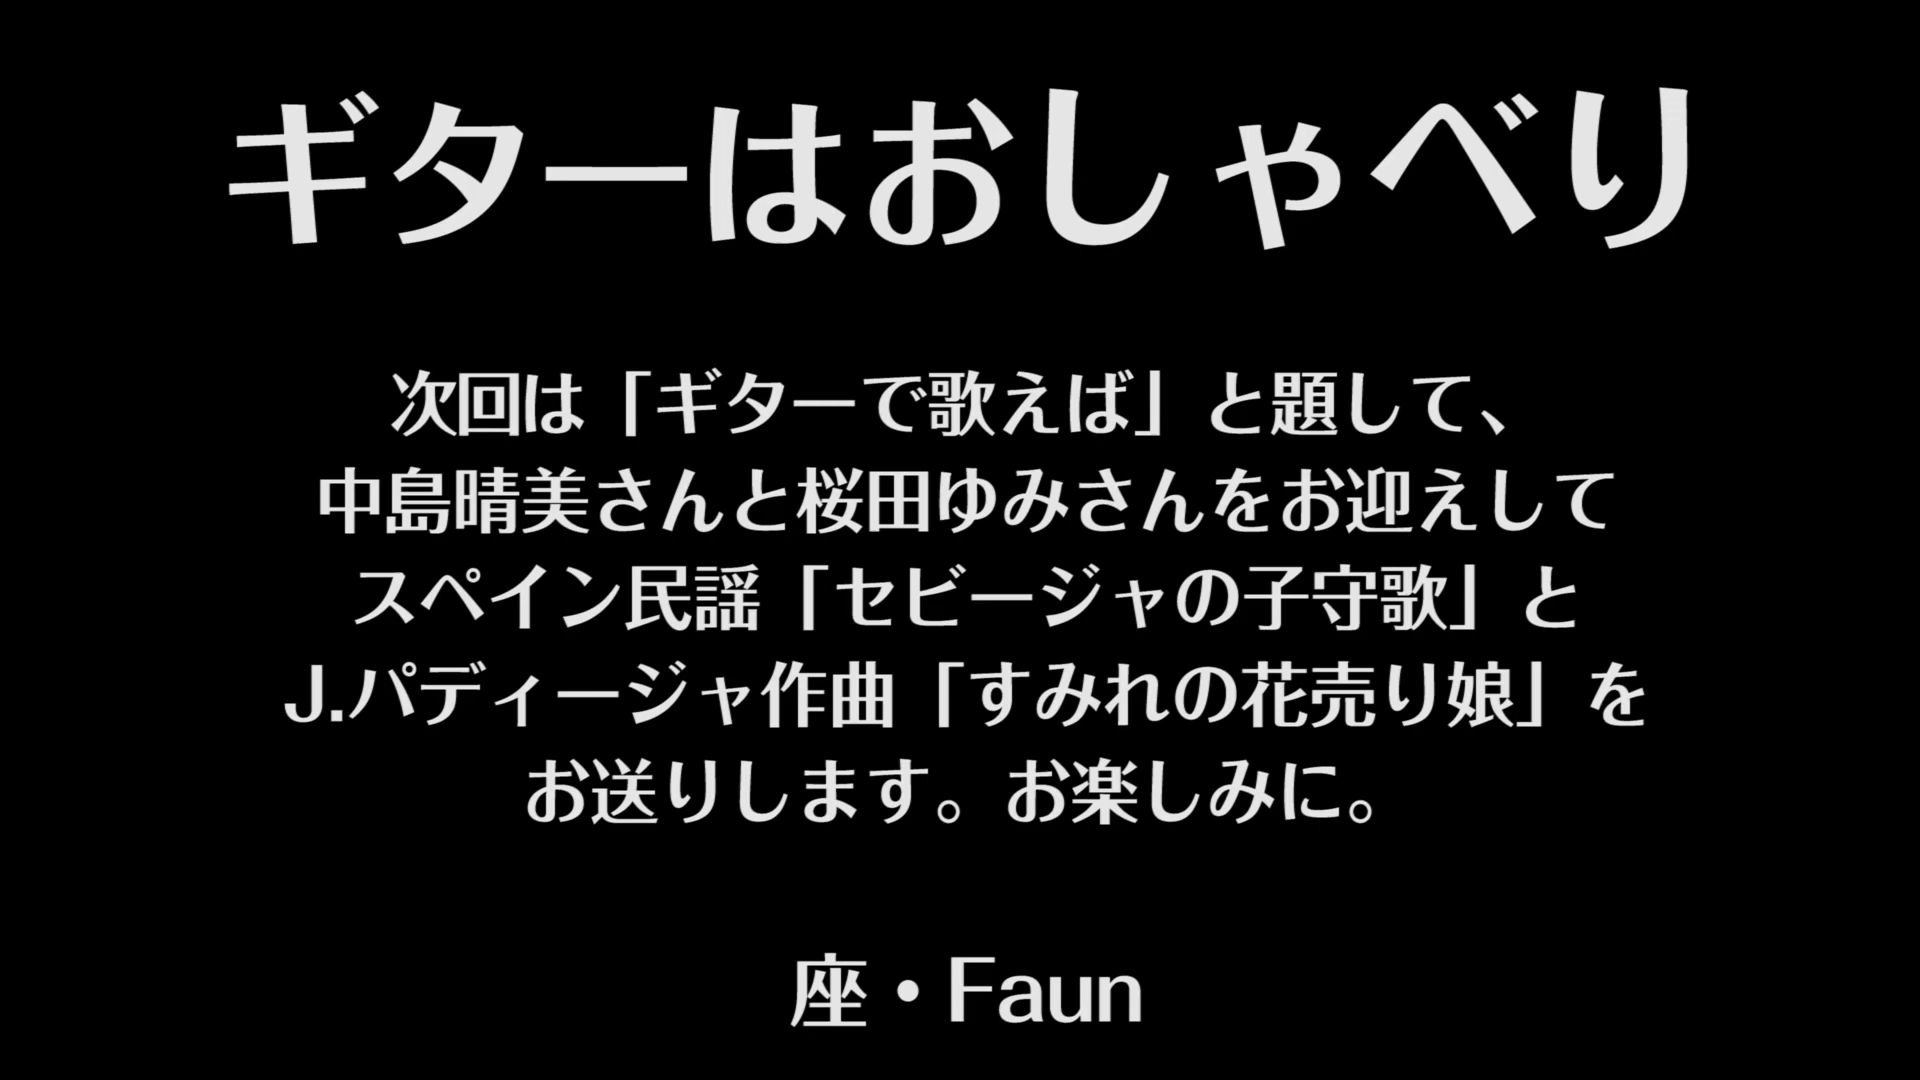 ギターはおしゃべり
次回は「ギターで歌えば」と題して、
中島晴美さんと桜田ゆみさんをお迎えして
スペイン民謡「セビージャの子守歌」と
J.パディージャ作曲「すみれの花売り娘」を
お送りします。お楽しみに。
座・Faun